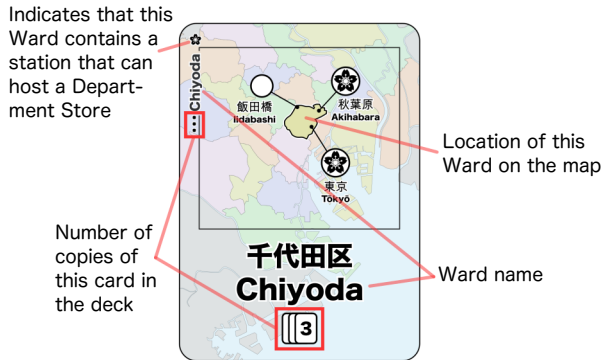 Indicates that this
Ward contains a
station that can
host a Depart-
ment Store
Chiyoda
飯田橋
Iidabashi
秋葉原
Akihabara
東京
Tōkyō
Location of this
Ward on the map
Number of
copies of
this card in
the deck
千代田区
Chiyoda
3
Ward name